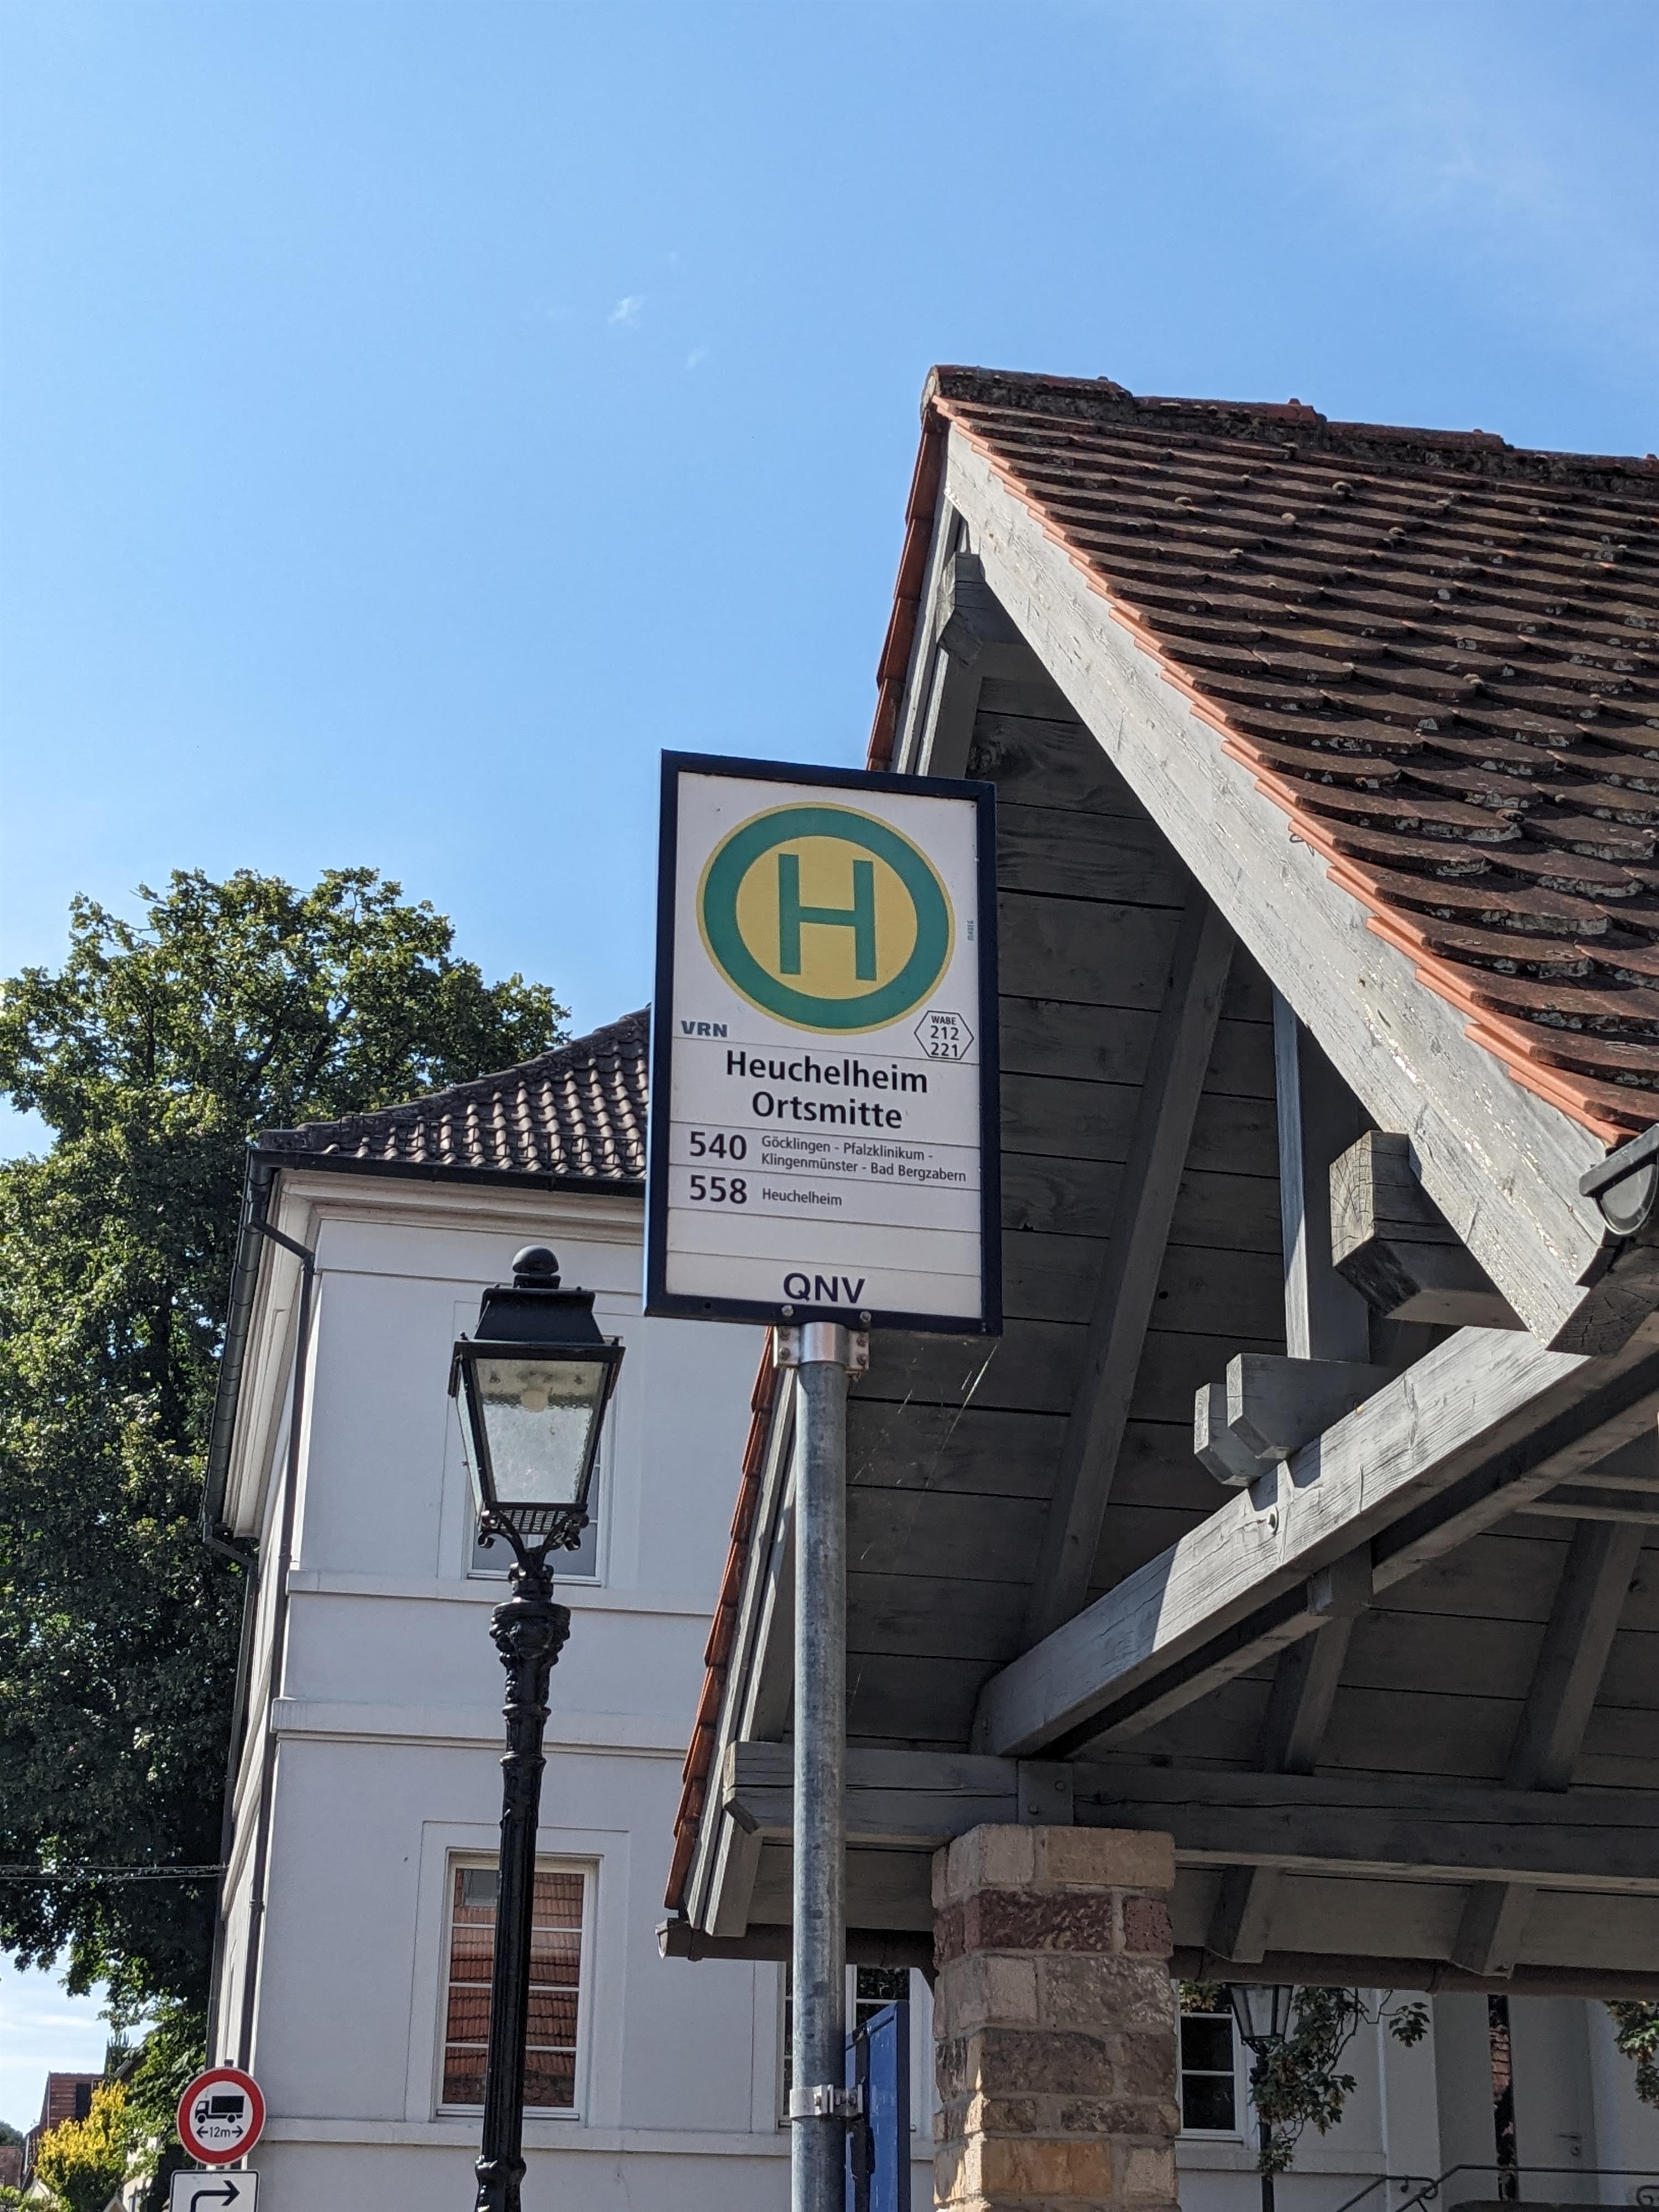 H
VRN
WABE
212
221
Heuchelheim
Ortsmitte
540 Göcklingen - Pfalzklinikum -
Klingenmünster - Bad Bergzabern
558 Heuchelheim
QNV
12m